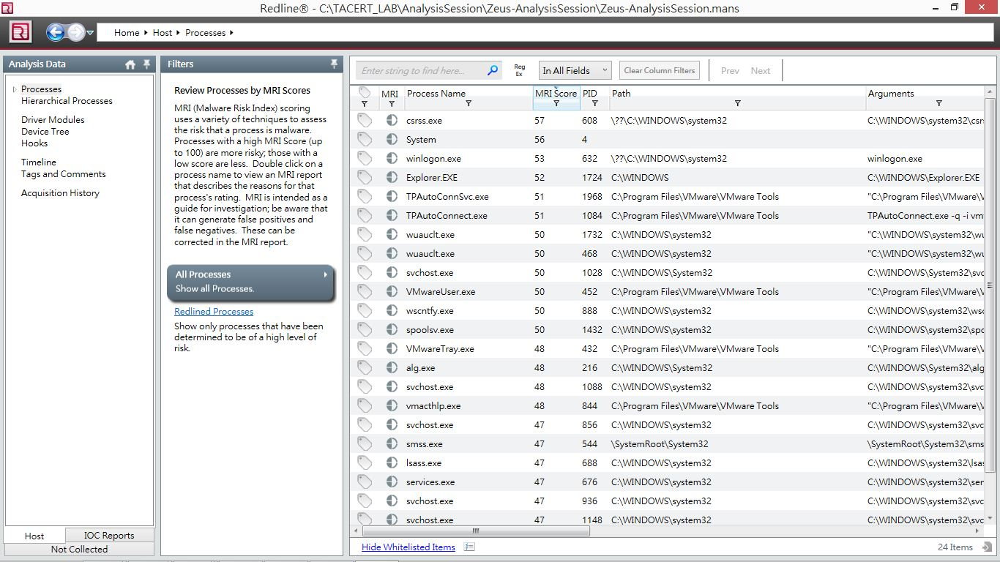 Redline® - C:\TACERT_LAB\AnalysisSession\Zeus-AnalysisSession\Zeus-AnalysisSession.mans
Home Host Processes
Analysis Data
Processes
Hierarchical Processes
Driver Modules
Device Tree
Hooks
Timeline
Tags and Comments
Acquisition History
Host IOC Reports
Not Collected
Filters
Review Processes by MRI Scores
MRI (Malware Risk Index) scoring
uses a variety of techniques to assess
the risk that a process is malware.
Processes with a high MRI Score (up
to 100) are more risky; those with a
low score are less. Double click on a
process name to view an MRI report
that describes the reasons for that
process's rating. MRI is intended as a
guide for investigation; be aware that
it can generate false positives and
false negatives. These can be
corrected in the MRI report.
All Processes
Show all Processes.
Redlined Processes
Show only processes that have been
determined to be of a high level of
risk.
Enter string to find here... Reg Ex In All Fields Clear Column Filters Prev Next
MRI Process Name MRI Score PID Path Arguments
csrss.exe 57 608 \??\C:\WINDOWS\system32 C:\WINDOWS\system32\csr
System 56 4
winlogon.exe 53 632 \??\C:\WINDOWS\system32 winlogon.exe
Explorer.EXE 52 1724 C:\WINDOWS C:\WINDOWS\Explorer.EXE
TPAutoConnSvc.exe 51 1968 C:\Program Files\VMware\VMware Tools "C:\Program Files\VMware\V
TPAutoConnect.exe 51 1084 C:\Program Files\VMware\VMware Tools TPAutoConnect.exe -q -i vm
wuauclt.exe 50 1732 C:\WINDOWS\system32 "C:\WINDOWS\system32\wu
wuauclt.exe 50 468 C:\WINDOWS\system32 "C:\WINDOWS\system32\wu
svchost.exe 50 1028 C:\WINDOWS\System32 C:\WINDOWS\System32\svc
VMwareUser.exe 50 452 C:\Program Files\VMware\VMware Tools "C:\Program Files\VMware\V
wscntfy.exe 50 888 C:\WINDOWS\system32 C:\WINDOWS\system32\wsc
spoolsv.exe 50 1432 C:\WINDOWS\system32 C:\WINDOWS\system32\spo
VMwareTray.exe 48 432 C:\Program Files\VMware\VMware Tools "C:\Program Files\VMware\V
alg.exe 48 216 C:\WINDOWS\System32 C:\WINDOWS\System32\alg
svchost.exe 48 1088 C:\WINDOWS\system32 C:\WINDOWS\system32\svc
vmacthlp.exe 48 844 C:\Program Files\VMware\VMware Tools "C:\Program Files\VMware\V
svchost.exe 47 856 C:\WINDOWS\system32 C:\WINDOWS\system32\svc
smss.exe 47 544 \SystemRoot\System32 \SystemRoot\System32\sms
lsass.exe 47 688 C:\WINDOWS\system32 C:\WINDOWS\system32\lsa
services.exe 47 676 C:\WINDOWS\system32 C:\WINDOWS\system32\ser
svchost.exe 47 936 C:\WINDOWS\system32 C:\WINDOWS\system32\svc
svchost.exe 47 1148 C:\WINDOWS\system32 C:\WINDOWS\system32\svc
Hide Whitelisted Items 24 Items